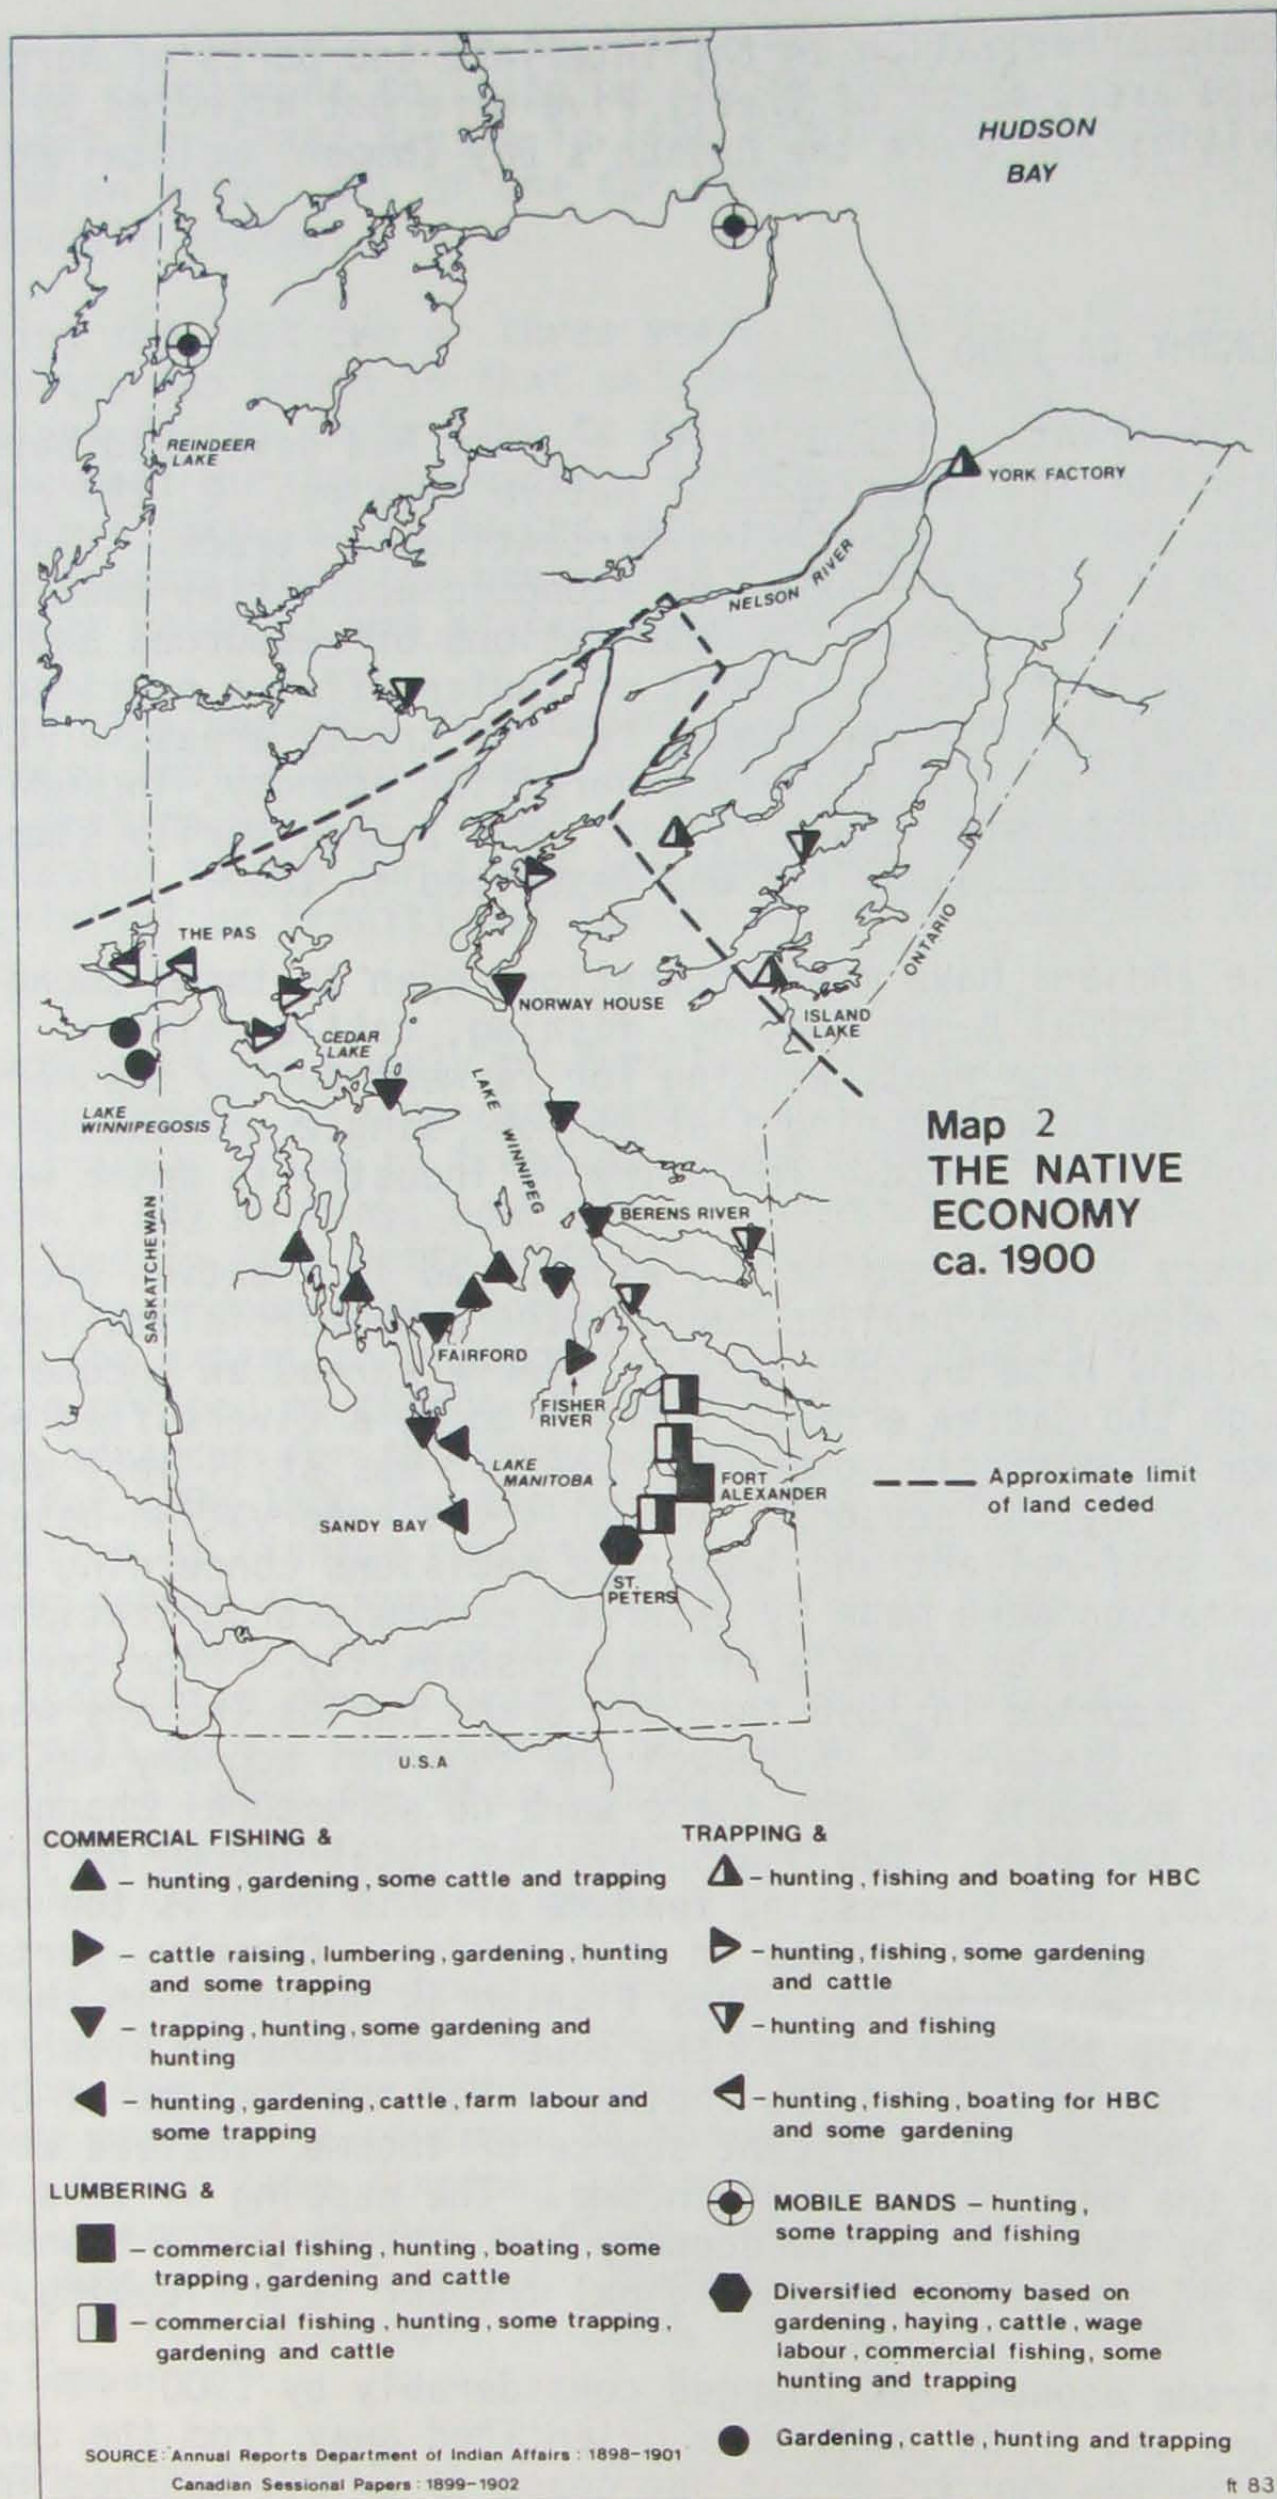 HUDSON
BAY
REINDEER
LAKE
YORK FACTORY
NELSON RIVER
THE PAS
NORWAY HOUSE
ONTARIO
ISLAND
LAKE
CEDAR
LAKE
LAKE WINNIPEG
LAKE
WINNIPEGOSIS
Map 2
THE NATIVE
ECONOMY
ca. 1900
SASKATCHEWAN
BERENS RIVER
FAIRFORD
FISHER
RIVER
LAKE
MANITOBA
FORT
ALEXANDER
SANDY BAY
ST.
PETERS
Approximate limit
of land ceded
U.S.A
COMMERCIAL FISHING &
– hunting, gardening, some cattle and trapping
– cattle raising, lumbering, gardening, hunting
and some trapping
– trapping, hunting, some gardening and
hunting
– hunting, gardening, cattle, farm labour and
some trapping
LUMBERING &
– commercial fishing, hunting, boating, some
trapping, gardening and cattle
– commercial fishing, hunting, some trapping,
gardening and cattle
TRAPPING &
– hunting, fishing and boating for HBC
– hunting, fishing, some gardening
and cattle
– hunting and fishing
– hunting, fishing, boating for HBC
and some gardening
MOBILE BANDS – hunting,
some trapping and fishing
Diversified economy based on
gardening, haying, cattle, wage
labour, commercial fishing, some
hunting and trapping
Gardening, cattle, hunting and trapping
SOURCE: Annual Reports Department of Indian Affairs: 1898-1901
Canadian Sessional Papers: 1899-1902
ft 83